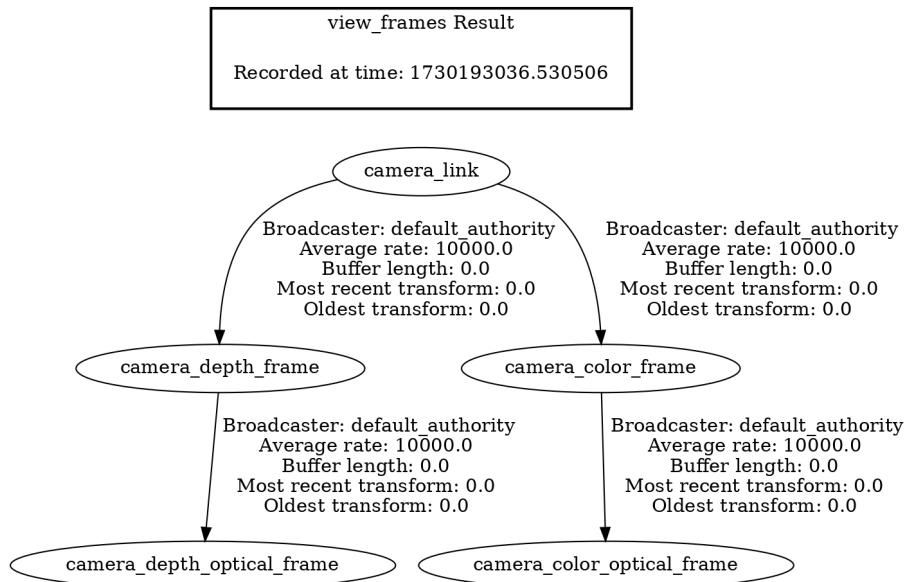 view_frames Result
Recorded at time: 1730193036.530506
camera_link
Broadcaster: default_authority
Average rate: 10000.0
Buffer length: 0.0
Most recent transform: 0.0
Oldest transform: 0.0
Broadcaster: default_authority
Average rate: 10000.0
Buffer length: 0.0
Most recent transform: 0.0
Oldest transform: 0.0
camera_depth_frame
camera_color_frame
Broadcaster: default_authority
Average rate: 10000.0
Buffer length: 0.0
Most recent transform: 0.0
Oldest transform: 0.0
Broadcaster: default_authority
Average rate: 10000.0
Buffer length: 0.0
Most recent transform: 0.0
Oldest transform: 0.0
camera_depth_optical_frame
camera_color_optical_frame